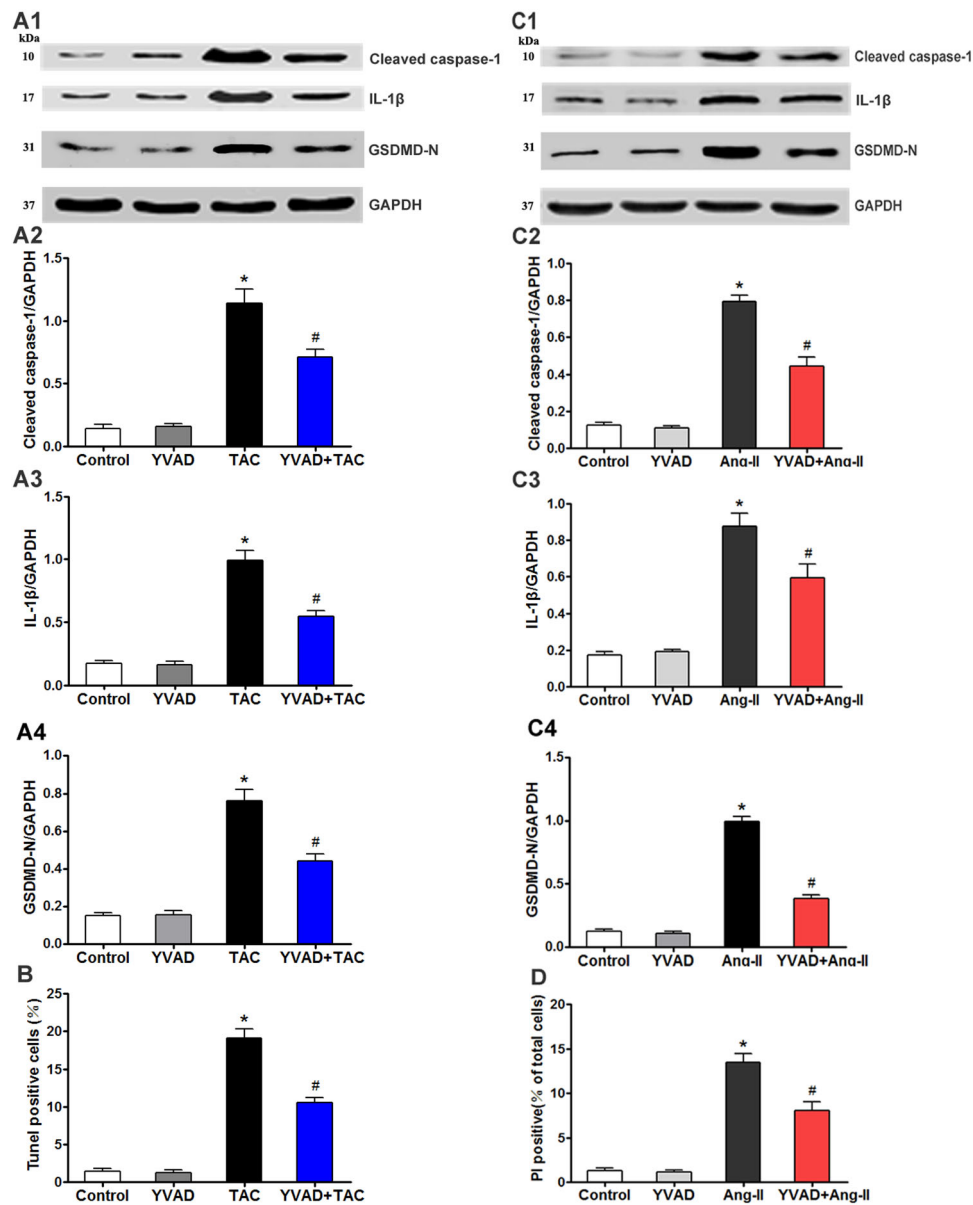 A1
kDa
10 Cleaved caspase-1
17 IL-1β
31 GSDMD-N
37 GAPDH
A2
Cleaved caspase-1/GAPDH
1.5
1.0
0.5
0.0
*
#
Control YVAD TAC YVAD+TAC
A3
IL-1β/GAPDH
1.5
1.0
0.5
0.0
*
#
Control YVAD TAC YVAD+TAC
A4
GSDMD-N/GAPDH
1.0
0.8
0.6
0.4
0.2
0.0
*
#
Control YVAD TAC YVAD+TAC
B
Tunel positive cells (%)
25
20
15
10
5
0
*
#
Control YVAD TAC YVAD+TAC
C1
kDa
10 Cleaved caspase-1
17 IL-1β
31 GSDMD-N
37 GAPDH
C2
Cleaved caspase-1/GAPDH
1.0
0.8
0.6
0.4
0.2
0.0
*
#
Control YVAD Ang-II YVAD+Ang-II
C3
IL-1β/GAPDH
1.0
0.8
0.6
0.4
0.2
0.0
*
#
Control YVAD Ang-II YVAD+Ang-II
C4
GSDMD-N/GAPDH
1.5
1.0
0.5
0.0
*
#
Control YVAD Ang-II YVAD+Ang-II
D
PI positive(% of total cells)
20
15
10
5
0
*
#
Control YVAD Ang-II YVAD+Ang-II